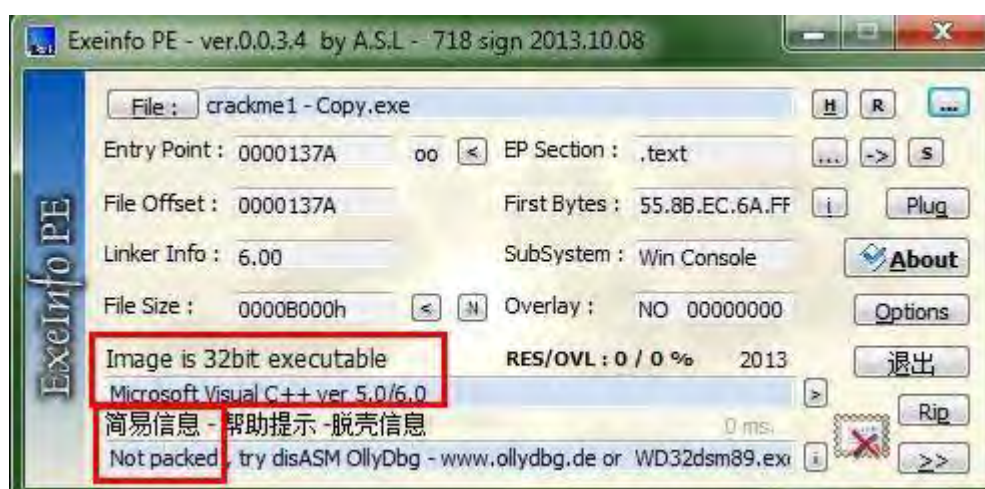 Exeinfo PE - ver.0.0.3.4 by A.S.L - 718 sign 2013.10.08
ExeInfo PE
File : crackme1 - Copy.exe H R ...
Entry Point : 0000137A oo < EP Section : .text ... -> S
File Offset : 0000137A First Bytes : 55.8B.EC.6A.FF i Plug
Linker Info : 6.00 SubSystem : Win Console About
File Size : 0000B000h < N Overlay : NO 00000000 Options
Image is 32bit executable RES/OVL : 0 / 0 % 2013 退出
Microsoft Visual C++ ver 5.0/6.0 >
简易信息 - 帮助提示 -脱壳信息 0 ms. Rip
Not packed , try disASM OllyDbg - www.ollydbg.de or WD32dsm89.exe i >>